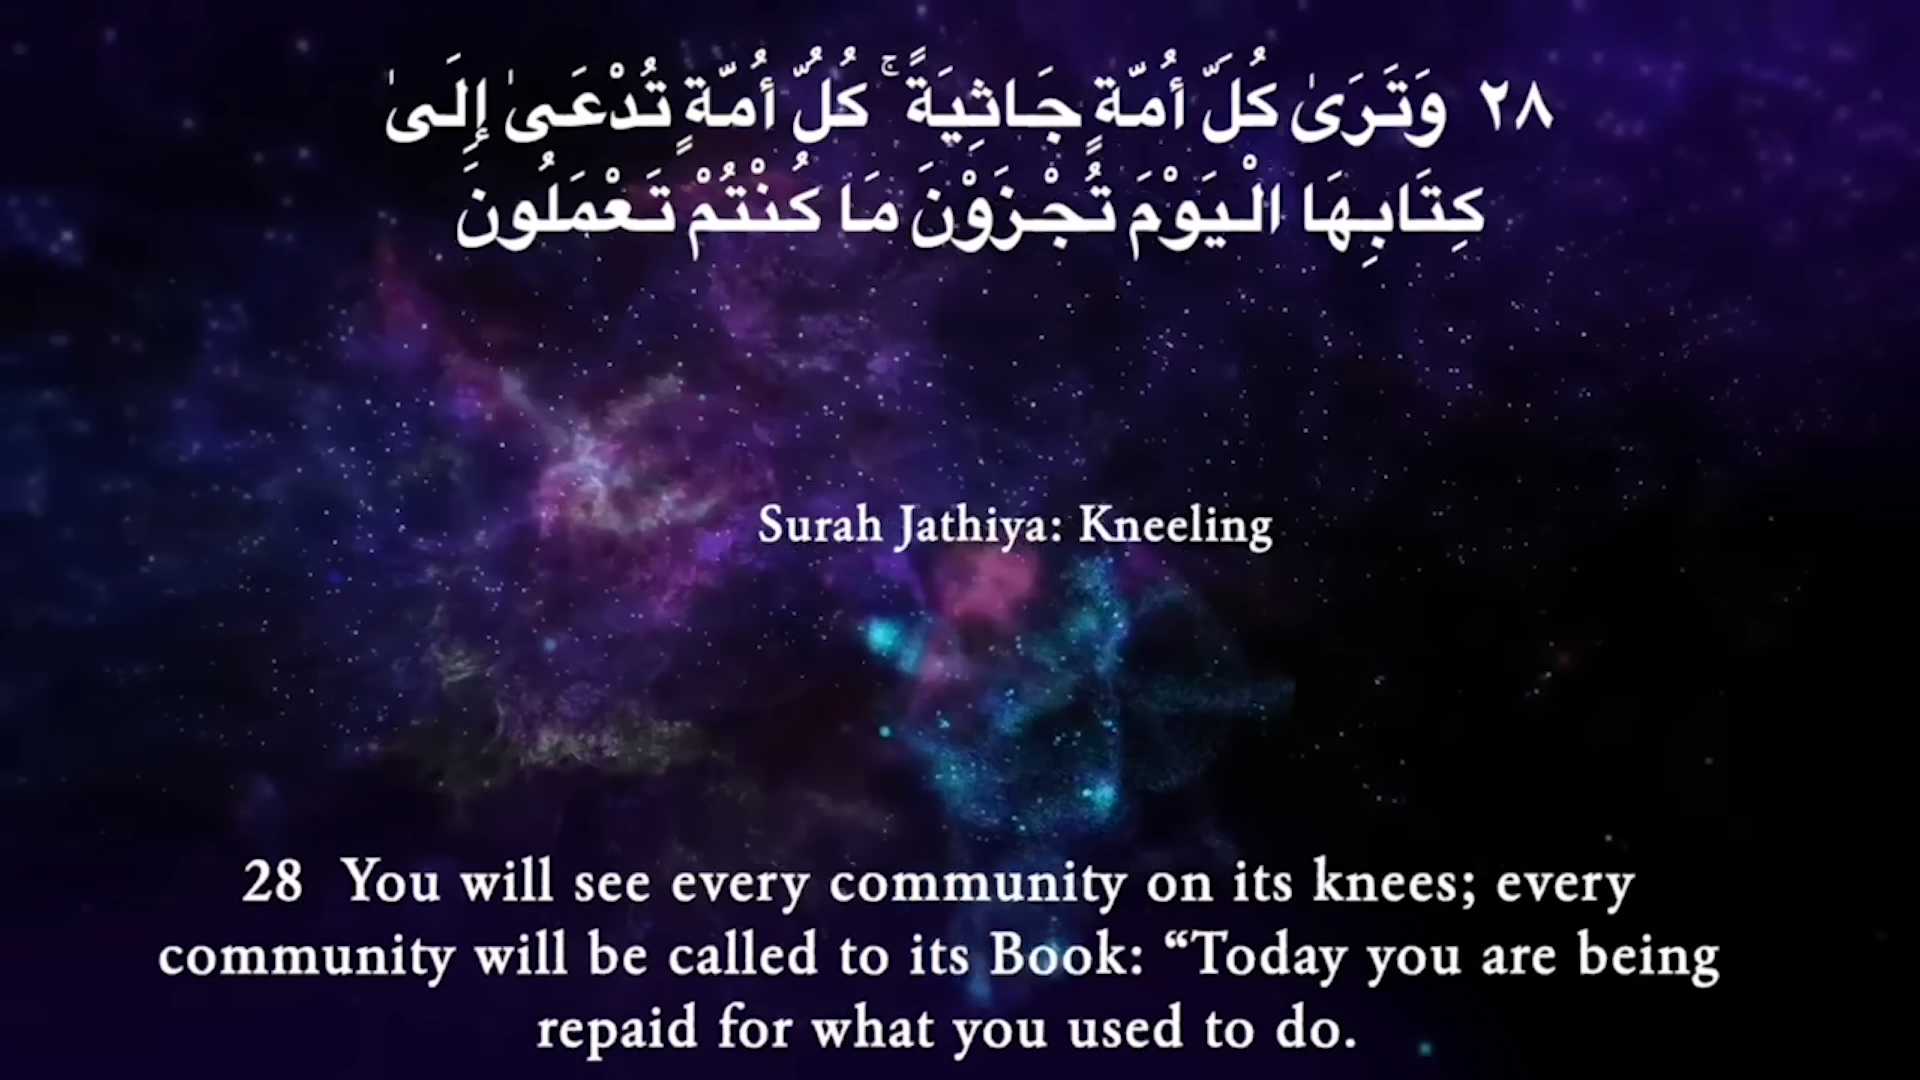 ٢٨ وَتَرَىٰ كُلَّ أُمَّةٍ جَاثِيَةً ۚ كُلُّ أُمَّةٍ تُدْعَىٰ إِلَىٰ
كِتَابِهَا الْيَوْمَ تُجْزَوْنَ مَا كُنْتُمْ تَعْمَلُونَ
Surah Jathiya: Kneeling
28 You will see every community on its knees; every
community will be called to its Book: “Today you are being
repaid for what you used to do.